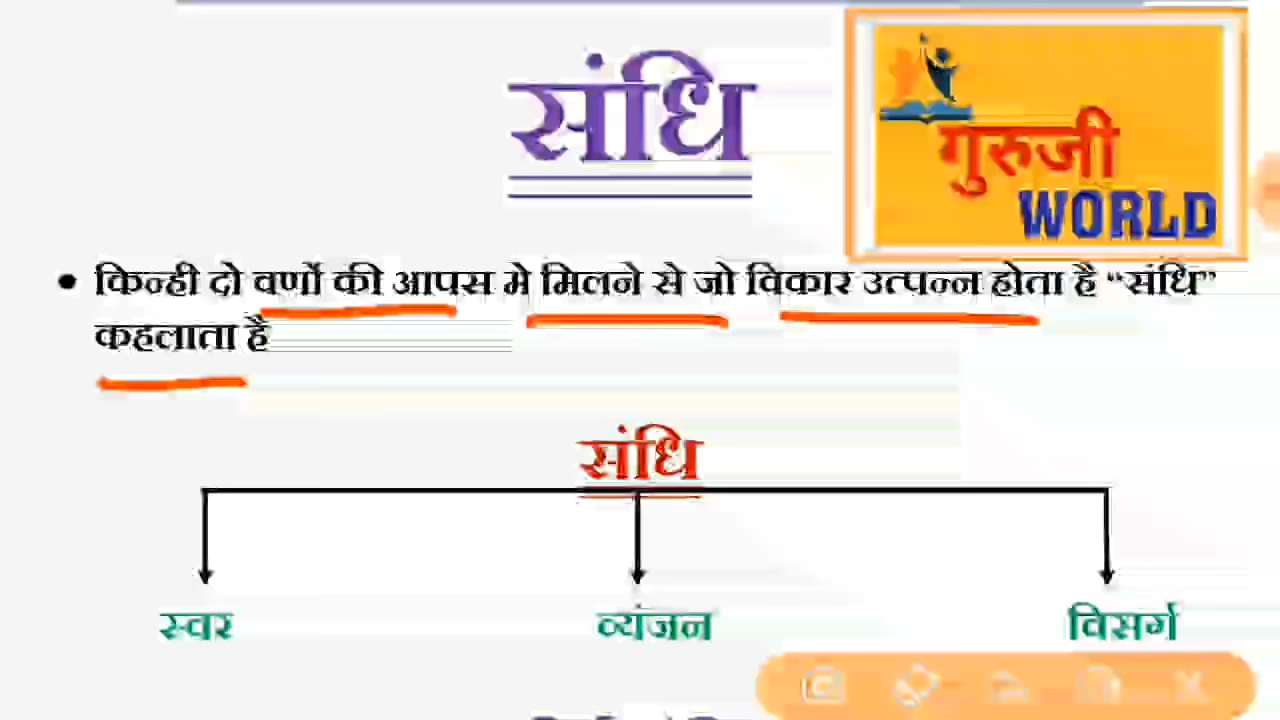 संधि
गुरुजी
WORLD
• किन्ही दो वर्णो की आपस मे मिलने से जो विकार उत्पन्न होता है “संधि”
कहलाता है
संधि
स्वर व्यंजन विसर्ग